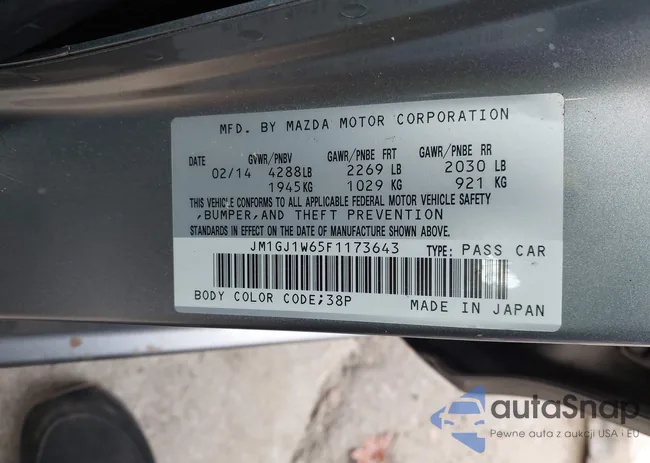 MFD. BY MAZDA MOTOR CORPORATION
DATE GVWR/PNBV GAWR/PNBE FRT GAWR/PNBE RR
02/14 4288LB 2269 LB 2030 LB
1945KG 1029 KG 921 KG
THIS VEHICLE CONFORMS TO ALL APPLICABLE FEDERAL MOTOR VEHICLE SAFETY
,BUMPER,AND THEFT PREVENTION
STANDARDS IN EFFECT ON THE DATE OF MANUFACTURE SHOWN ABOVE.
JM1GJ1W65F1173643 TYPE: PASS CAR
BODY COLOR CODE;38P MADE IN JAPAN
autaSnap
Pewne auta z aukcji USA i EU